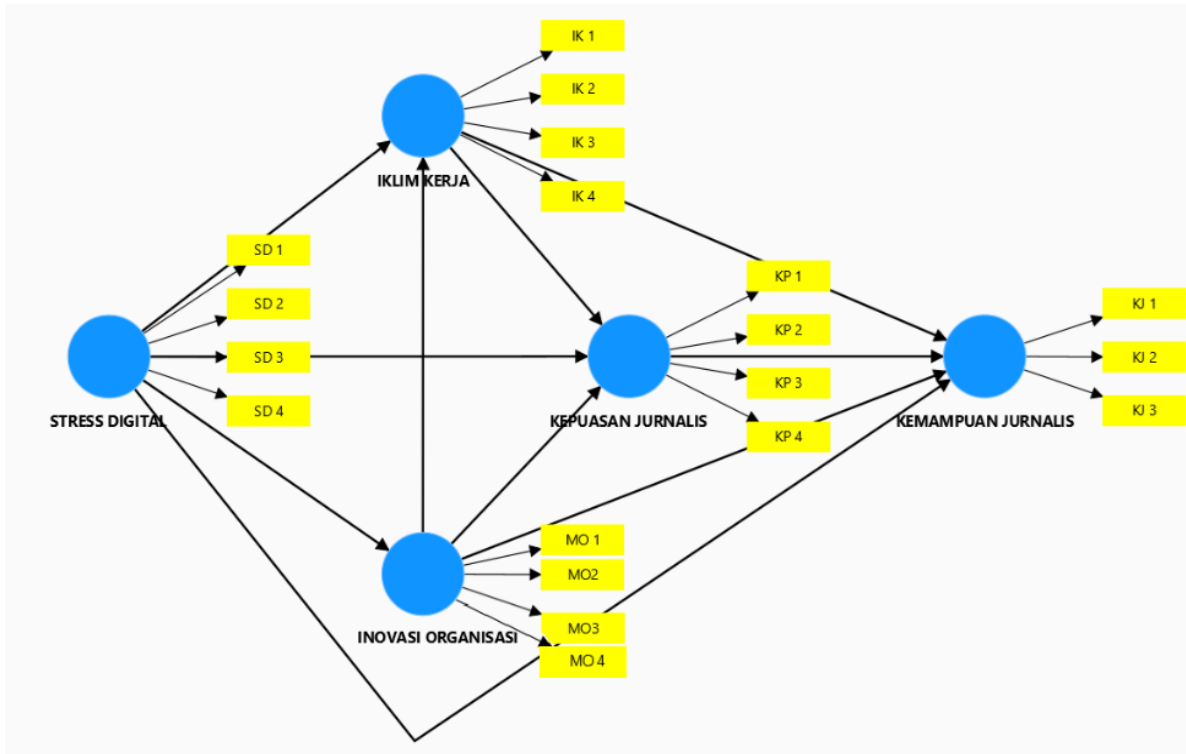 IK 1
IK 2
IK 3
IK 4
IKLIM KERJA
SD 1
SD 2
SD 3
SD 4
STRESS DIGITAL
KP 1
KP 2
KP 3
KP 4
KEPUASAN JURNALIS
KJ 1
KJ 2
KJ 3
KEMAMPUAN JURNALIS
MO 1
MO2
MO3
MO 4
INOVASI ORGANISASI